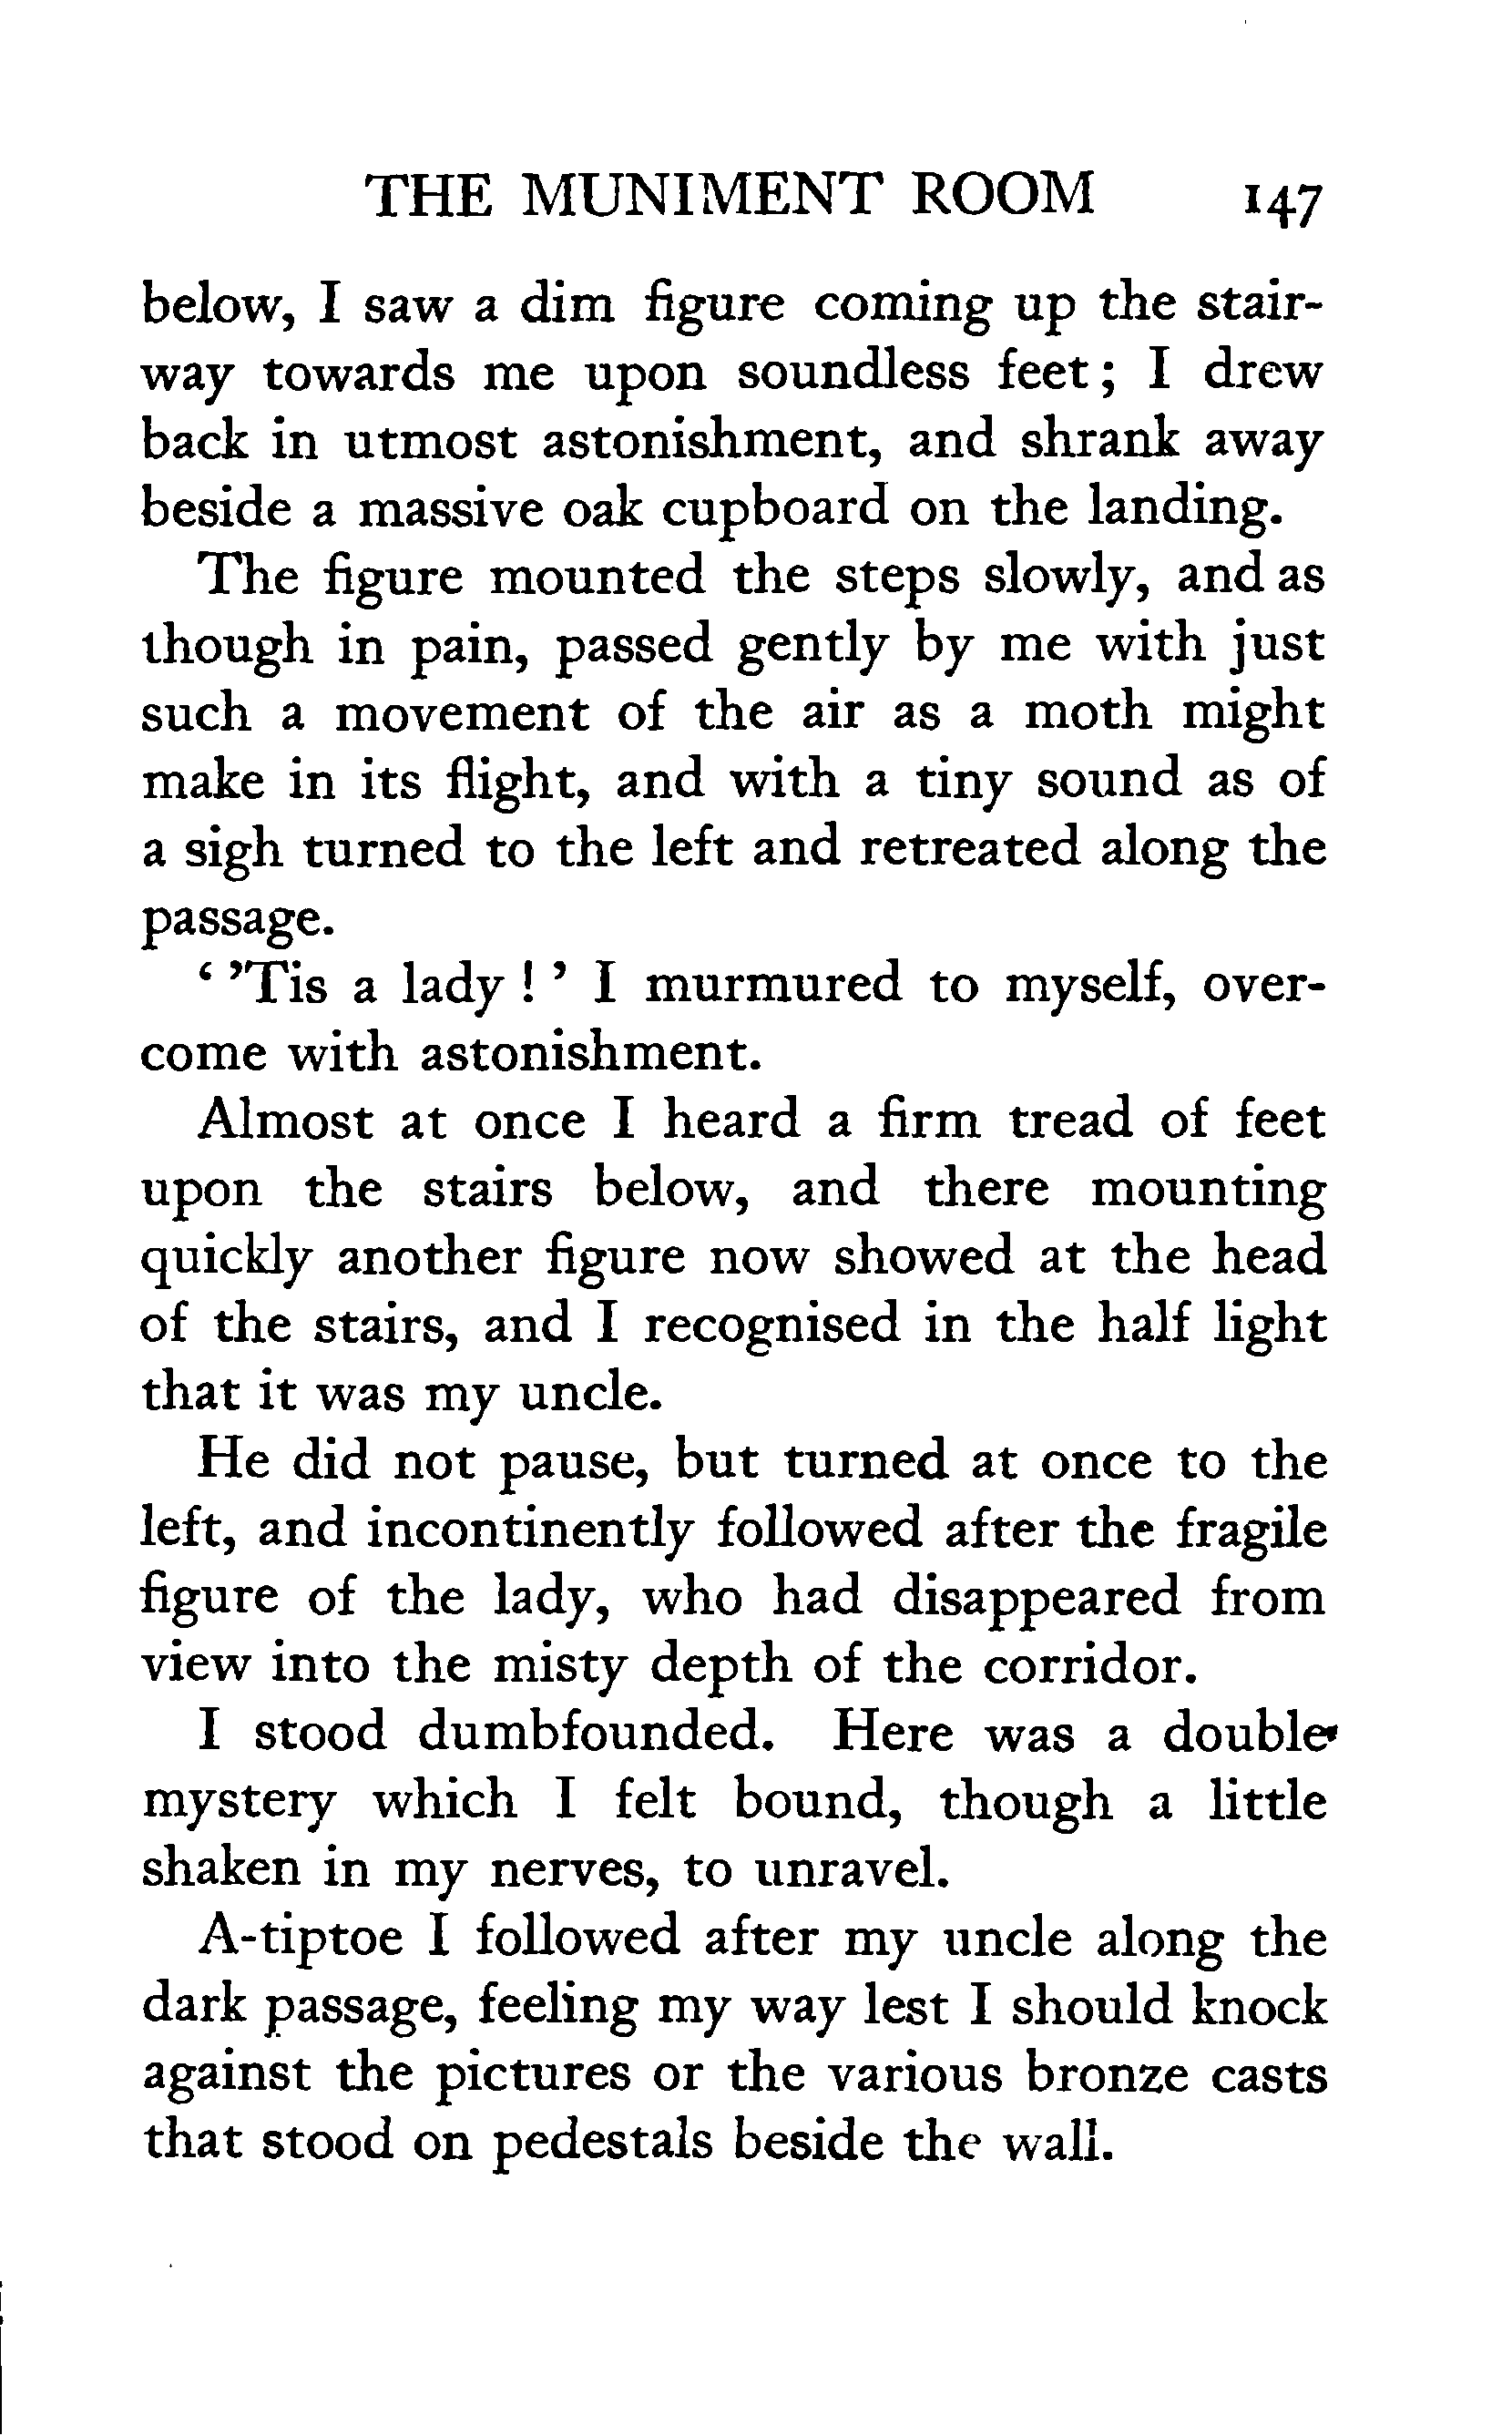 THE MUNIMENT ROOM 147
below, I saw a dim figure coming up the stair-
way towards me upon soundless feet; I drew
back in utmost astonishment, and shrank away
beside a massive oak cupboard on the landing.
The figure mounted the steps slowly, and as
though in pain, passed gently by me with just
such a movement of the air as a moth might
make in its flight, and with a tiny sound as of
a sigh turned to the left and retreated along the
passage.
‘ ’Tis a lady ! ’ I murmured to myself, over-
come with astonishment.
Almost at once I heard a firm tread of feet
upon the stairs below, and there mounting
quickly another figure now showed at the head
of the stairs, and I recognised in the half light
that it was my uncle.
He did not pause, but turned at once to the
left, and incontinently followed after the fragile
figure of the lady, who had disappeared from
view into the misty depth of the corridor.
I stood dumbfounded. Here was a double
mystery which I felt bound, though a little
shaken in my nerves, to unravel.
A-tiptoe I followed after my uncle along the
dark passage, feeling my way lest I should knock
against the pictures or the various bronze casts
that stood on pedestals beside the wall.